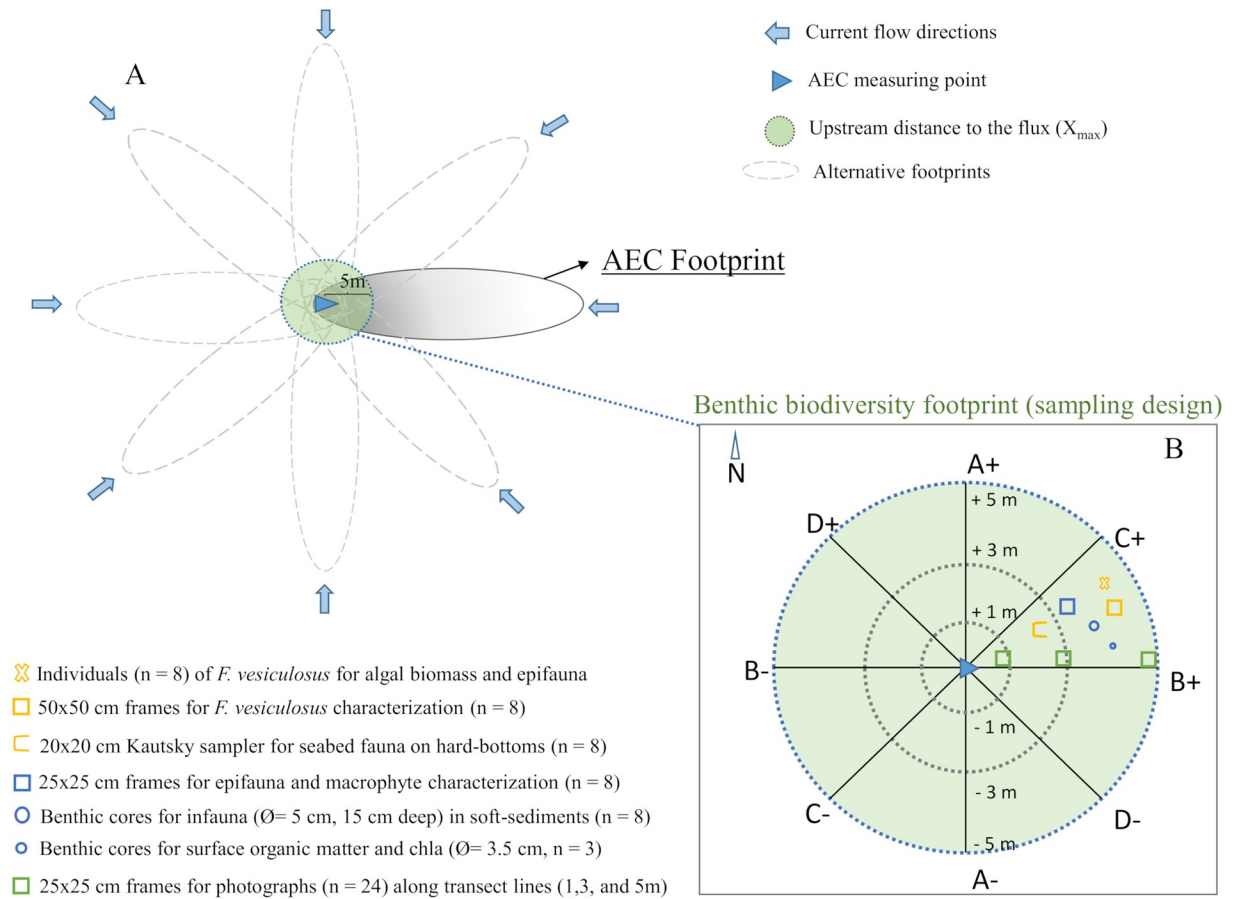 A
Current flow directions
AEC measuring point
Upstream distance to the flux (Xmax)
Alternative footprints
AEC Footprint
5m
Benthic biodiversity footprint (sampling design)
B
N
A+
+ 5 m
D+
C+
+ 3 m
+ 1 m
B-
B+
- 1 m
- 3 m
C-
D-
- 5 m
A-
Individuals (n = 8) of F. vesiculosus for algal biomass and epifauna
50x50 cm frames for F. vesiculosus characterization (n = 8)
20x20 cm Kautsky sampler for seabed fauna on hard-bottoms (n = 8)
25x25 cm frames for epifauna and macrophyte characterization (n = 8)
Benthic cores for infauna (Ø= 5 cm, 15 cm deep) in soft-sediments (n = 8)
Benthic cores for surface organic matter and chla (Ø= 3.5 cm, n = 3)
25x25 cm frames for photographs (n = 24) along transect lines (1,3, and 5m)